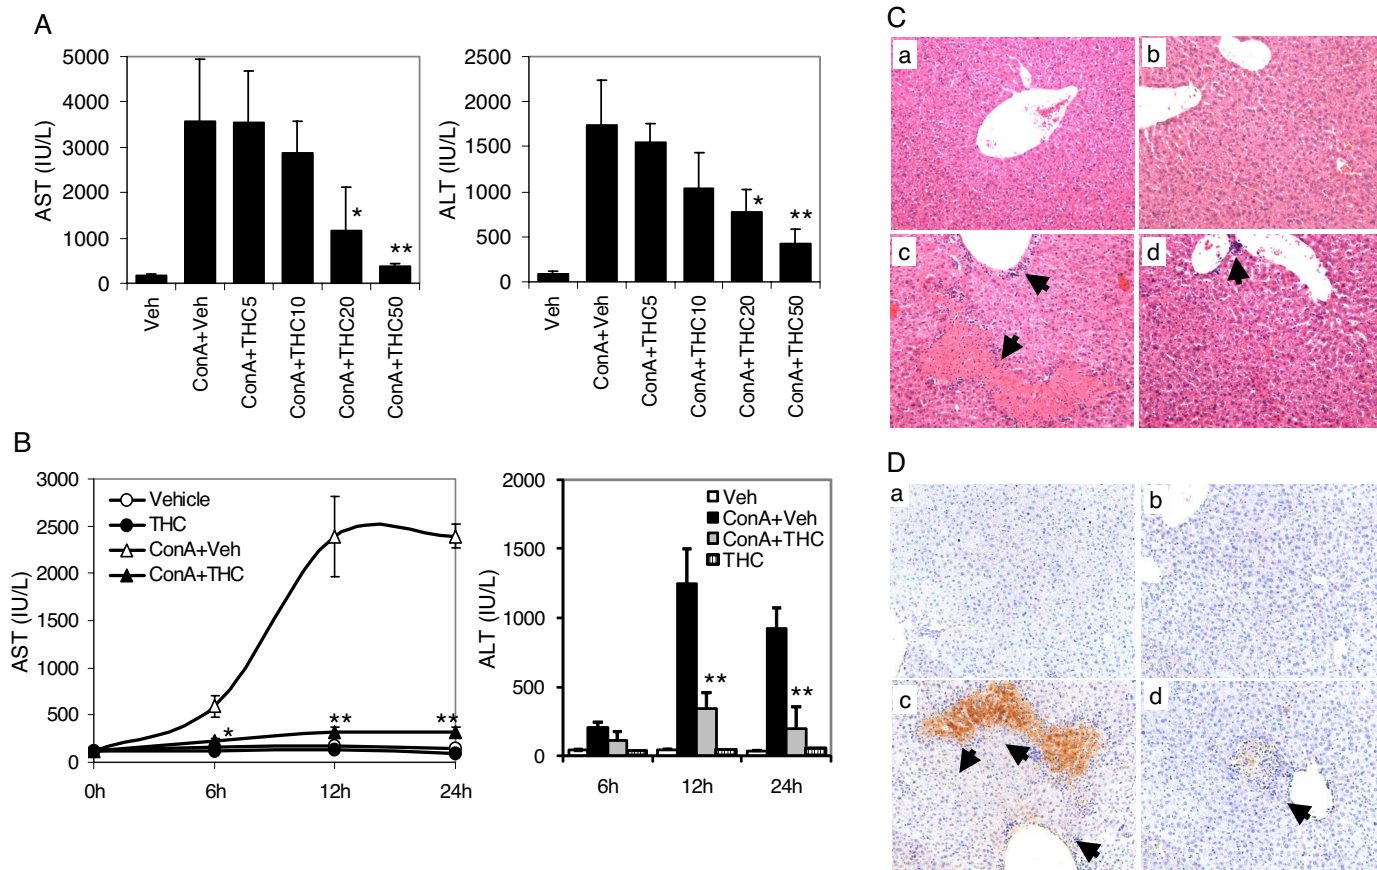 A
AST (IU/L)
5000
4000
3000
2000
1000
0
*
**
Veh
ConA+Veh
ConA+THC5
ConA+THC10
ConA+THC20
ConA+THC50
ALT (IU/L)
2500
2000
1500
1000
500
0
*
**
Veh
ConA+Veh
ConA+THC5
ConA+THC10
ConA+THC20
ConA+THC50
B
AST (IU/L)
3000
2500
2000
1500
1000
500
0
Vehicle
THC
ConA+Veh
ConA+THC
*
**
**
0h 6h 12h 24h
ALT (IU/L)
2000
1500
1000
500
0
Veh
ConA+Veh
ConA+THC
THC
**
**
6h 12h 24h
C
a
b
c
d
D
a
b
c
d